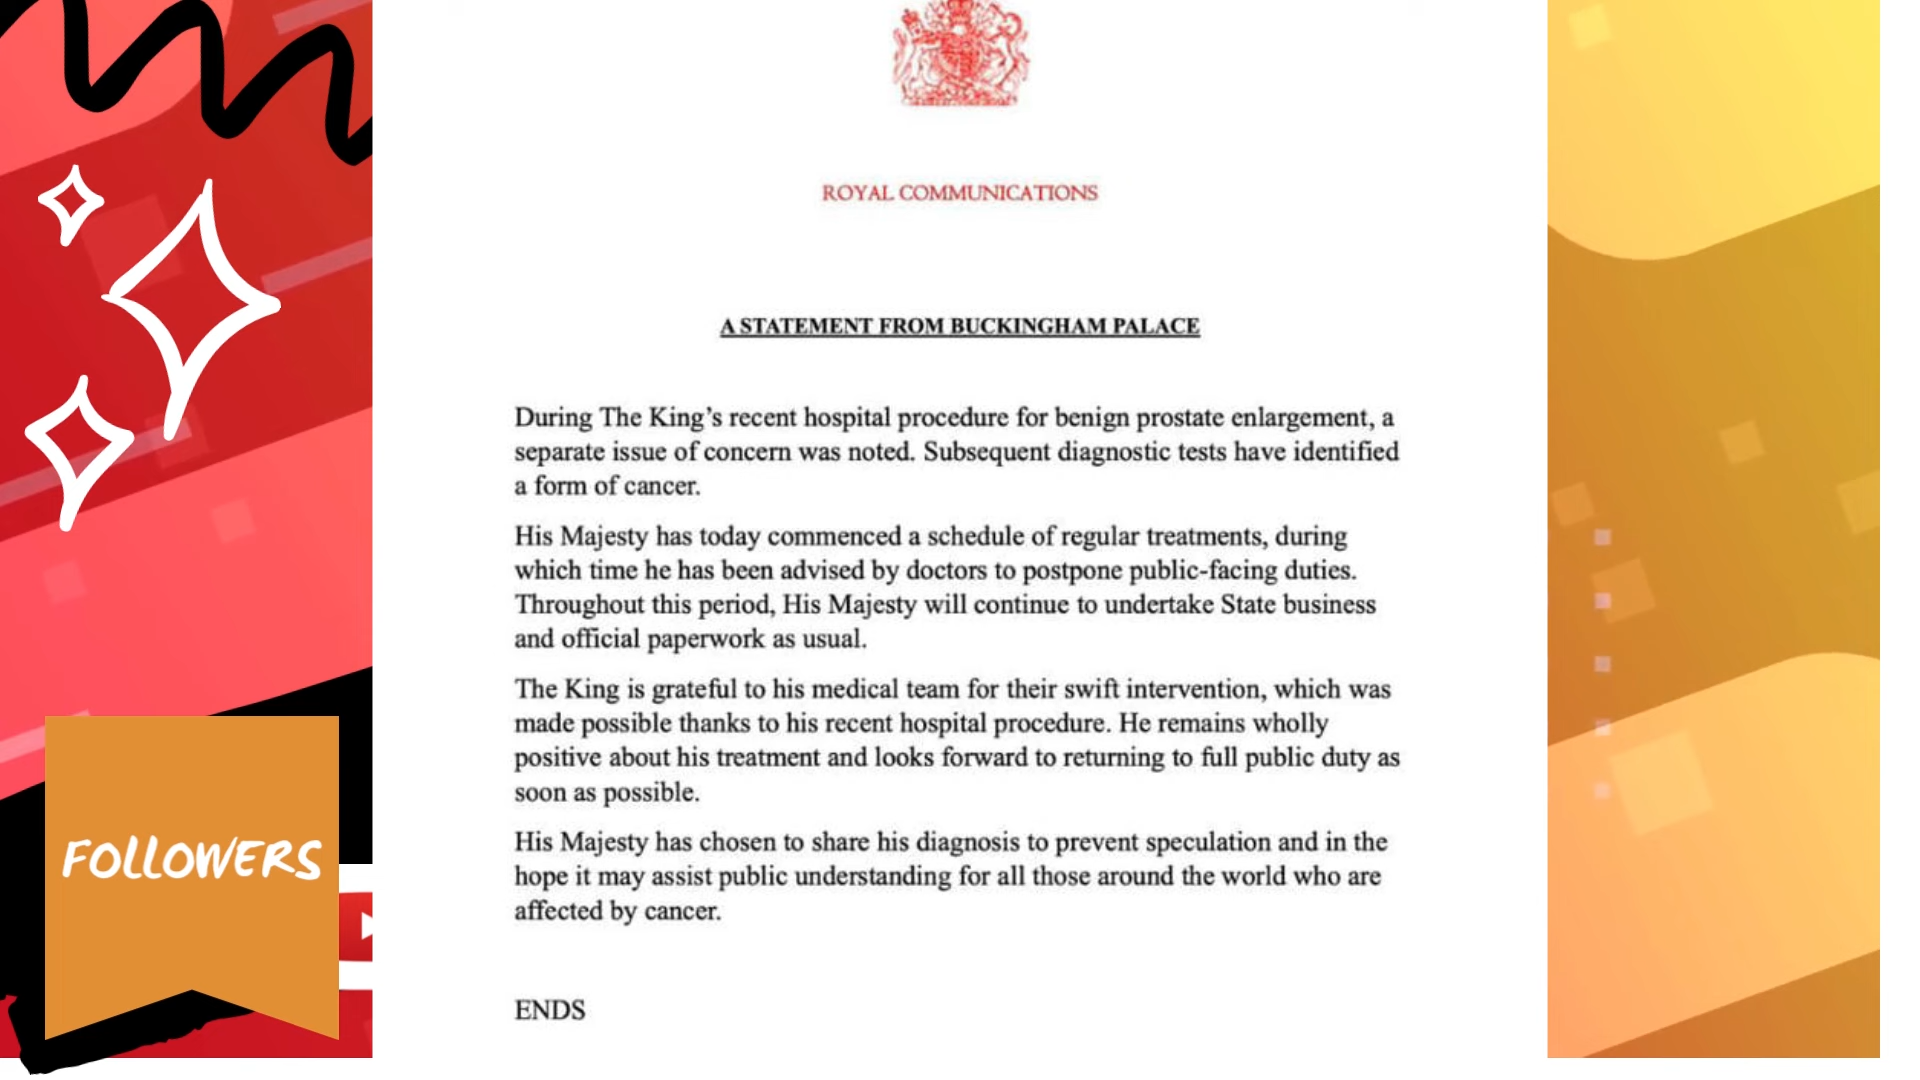 ROYAL COMMUNICATIONS
A STATEMENT FROM BUCKINGHAM PALACE
During The King’s recent hospital procedure for benign prostate enlargement, a
separate issue of concern was noted. Subsequent diagnostic tests have identified
a form of cancer.
His Majesty has today commenced a schedule of regular treatments, during
which time he has been advised by doctors to postpone public-facing duties.
Throughout this period, His Majesty will continue to undertake State business
and official paperwork as usual.
The King is grateful to his medical team for their swift intervention, which was
made possible thanks to his recent hospital procedure. He remains wholly
positive about his treatment and looks forward to returning to full public duty as
soon as possible.
His Majesty has chosen to share his diagnosis to prevent speculation and in the
hope it may assist public understanding for all those around the world who are
affected by cancer.
ENDS
FOLLOWERS